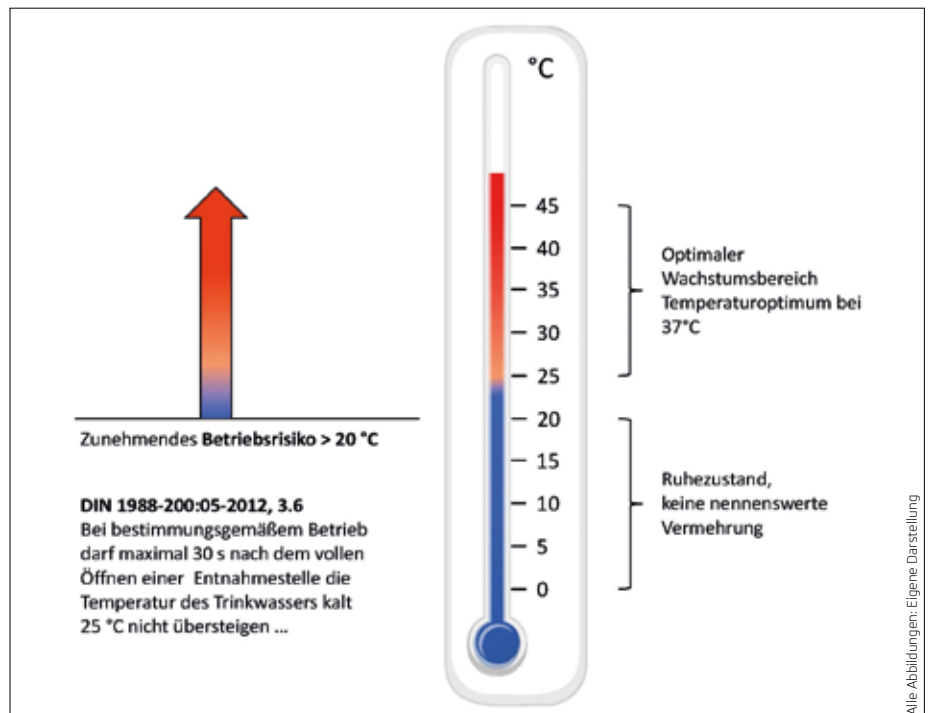 °C
45
40
35
30
25
20
15
10
5
0
Optimaler
Wachstumsbereich
Temperaturoptimum bei
37°C
Ruhezustand,
keine nennenswerte
Vermehrung
Zunehmendes Betriebsrisiko > 20 °C
DIN 1988-200:05-2012, 3.6
Bei bestimmungsgemäßem Betrieb
darf maximal 30 s nach dem vollen
Öffnen einer Entnahmestelle die
Temperatur des Trinkwassers kalt
25 °C nicht übersteigen ...
Alle Abbildungen: Eigene Darstellung